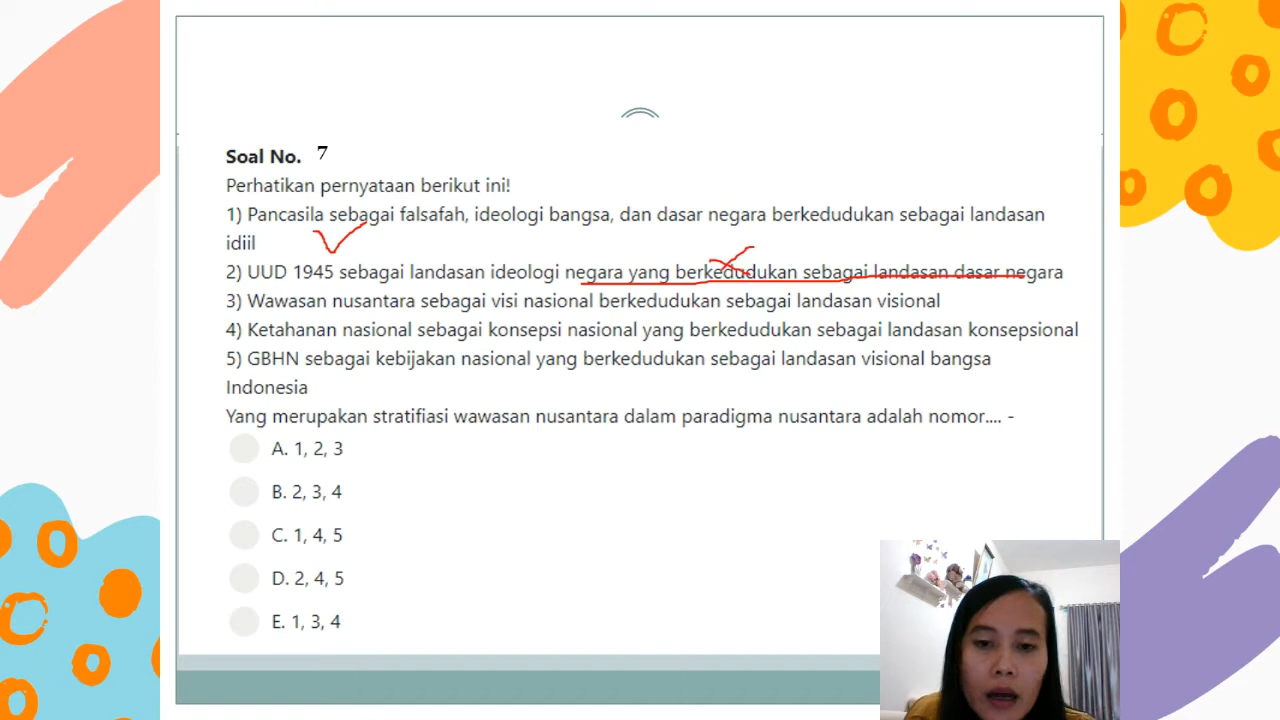 Soal No. 7
Perhatikan pernyataan berikut ini!
1) Pancasila sebagai falsafah, ideologi bangsa, dan dasar negara berkedudukan sebagai landasan
idiil
2) UUD 1945 sebagai landasan ideologi negara yang berkedudukan sebagai landasan dasar negara
3) Wawasan nusantara sebagai visi nasional berkedudukan sebagai landasan visional
4) Ketahanan nasional sebagai konsepsi nasional yang berkedudukan sebagai landasan konsepsional
5) GBHN sebagai kebijakan nasional yang berkedudukan sebagai landasan visional bangsa
Indonesia
Yang merupakan stratifiasi wawasan nusantara dalam paradigma nusantara adalah nomor.... -
A. 1, 2, 3
B. 2, 3, 4
C. 1, 4, 5
D. 2, 4, 5
E. 1, 3, 4